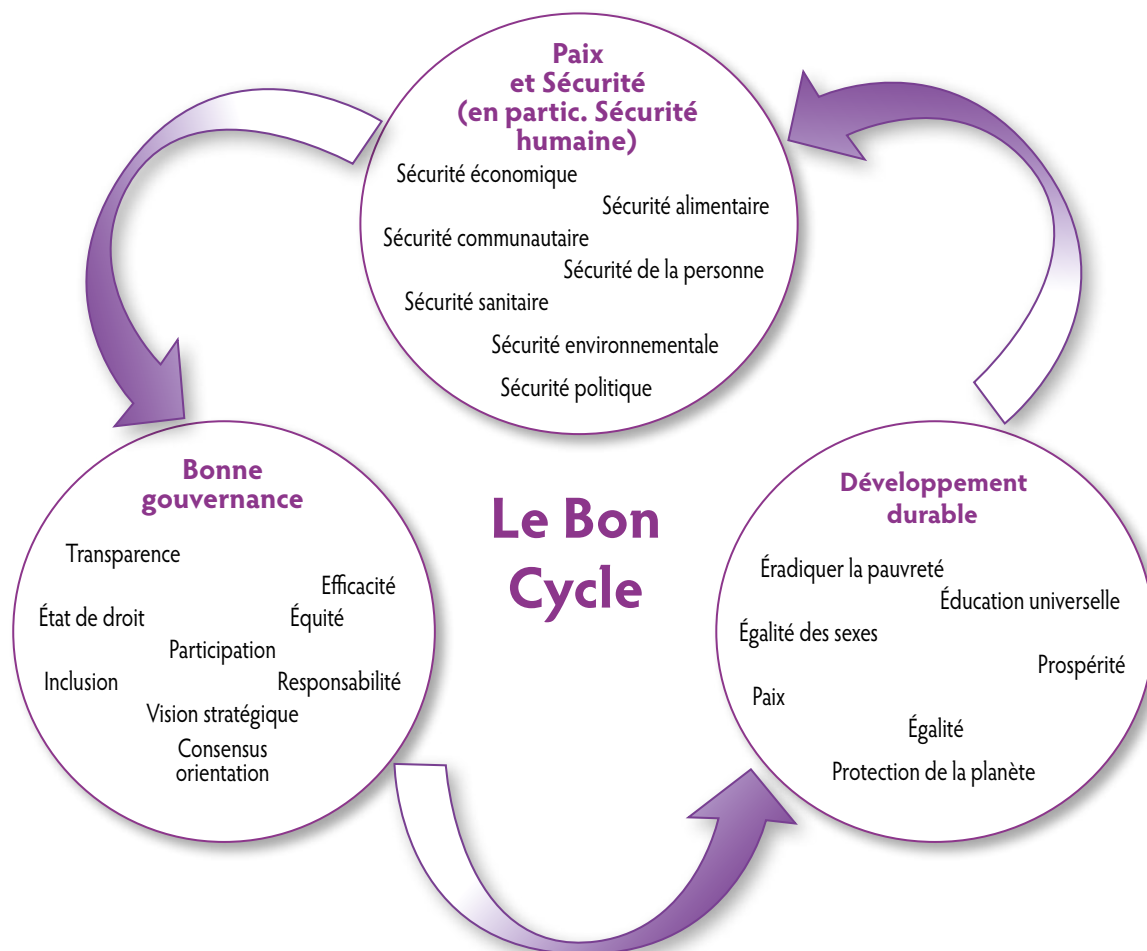 Paix
et Sécurité
(en partic. Sécurité
humaine)
Sécurité économique
Sécurité alimentaire
Sécurité communautaire
Sécurité de la personne
Sécurité sanitaire
Sécurité environnementale
Sécurité politique
Le Bon
Cycle
Bonne
gouvernance
Transparence
Efficacité
État de droit
Équité
Participation
Inclusion
Responsabilité
Vision stratégique
Consensus
orientation
Développement
durable
Éradiquer la pauvreté
Éducation universelle
Égalité des sexes
Prospérité
Paix
Égalité
Protection de la planète